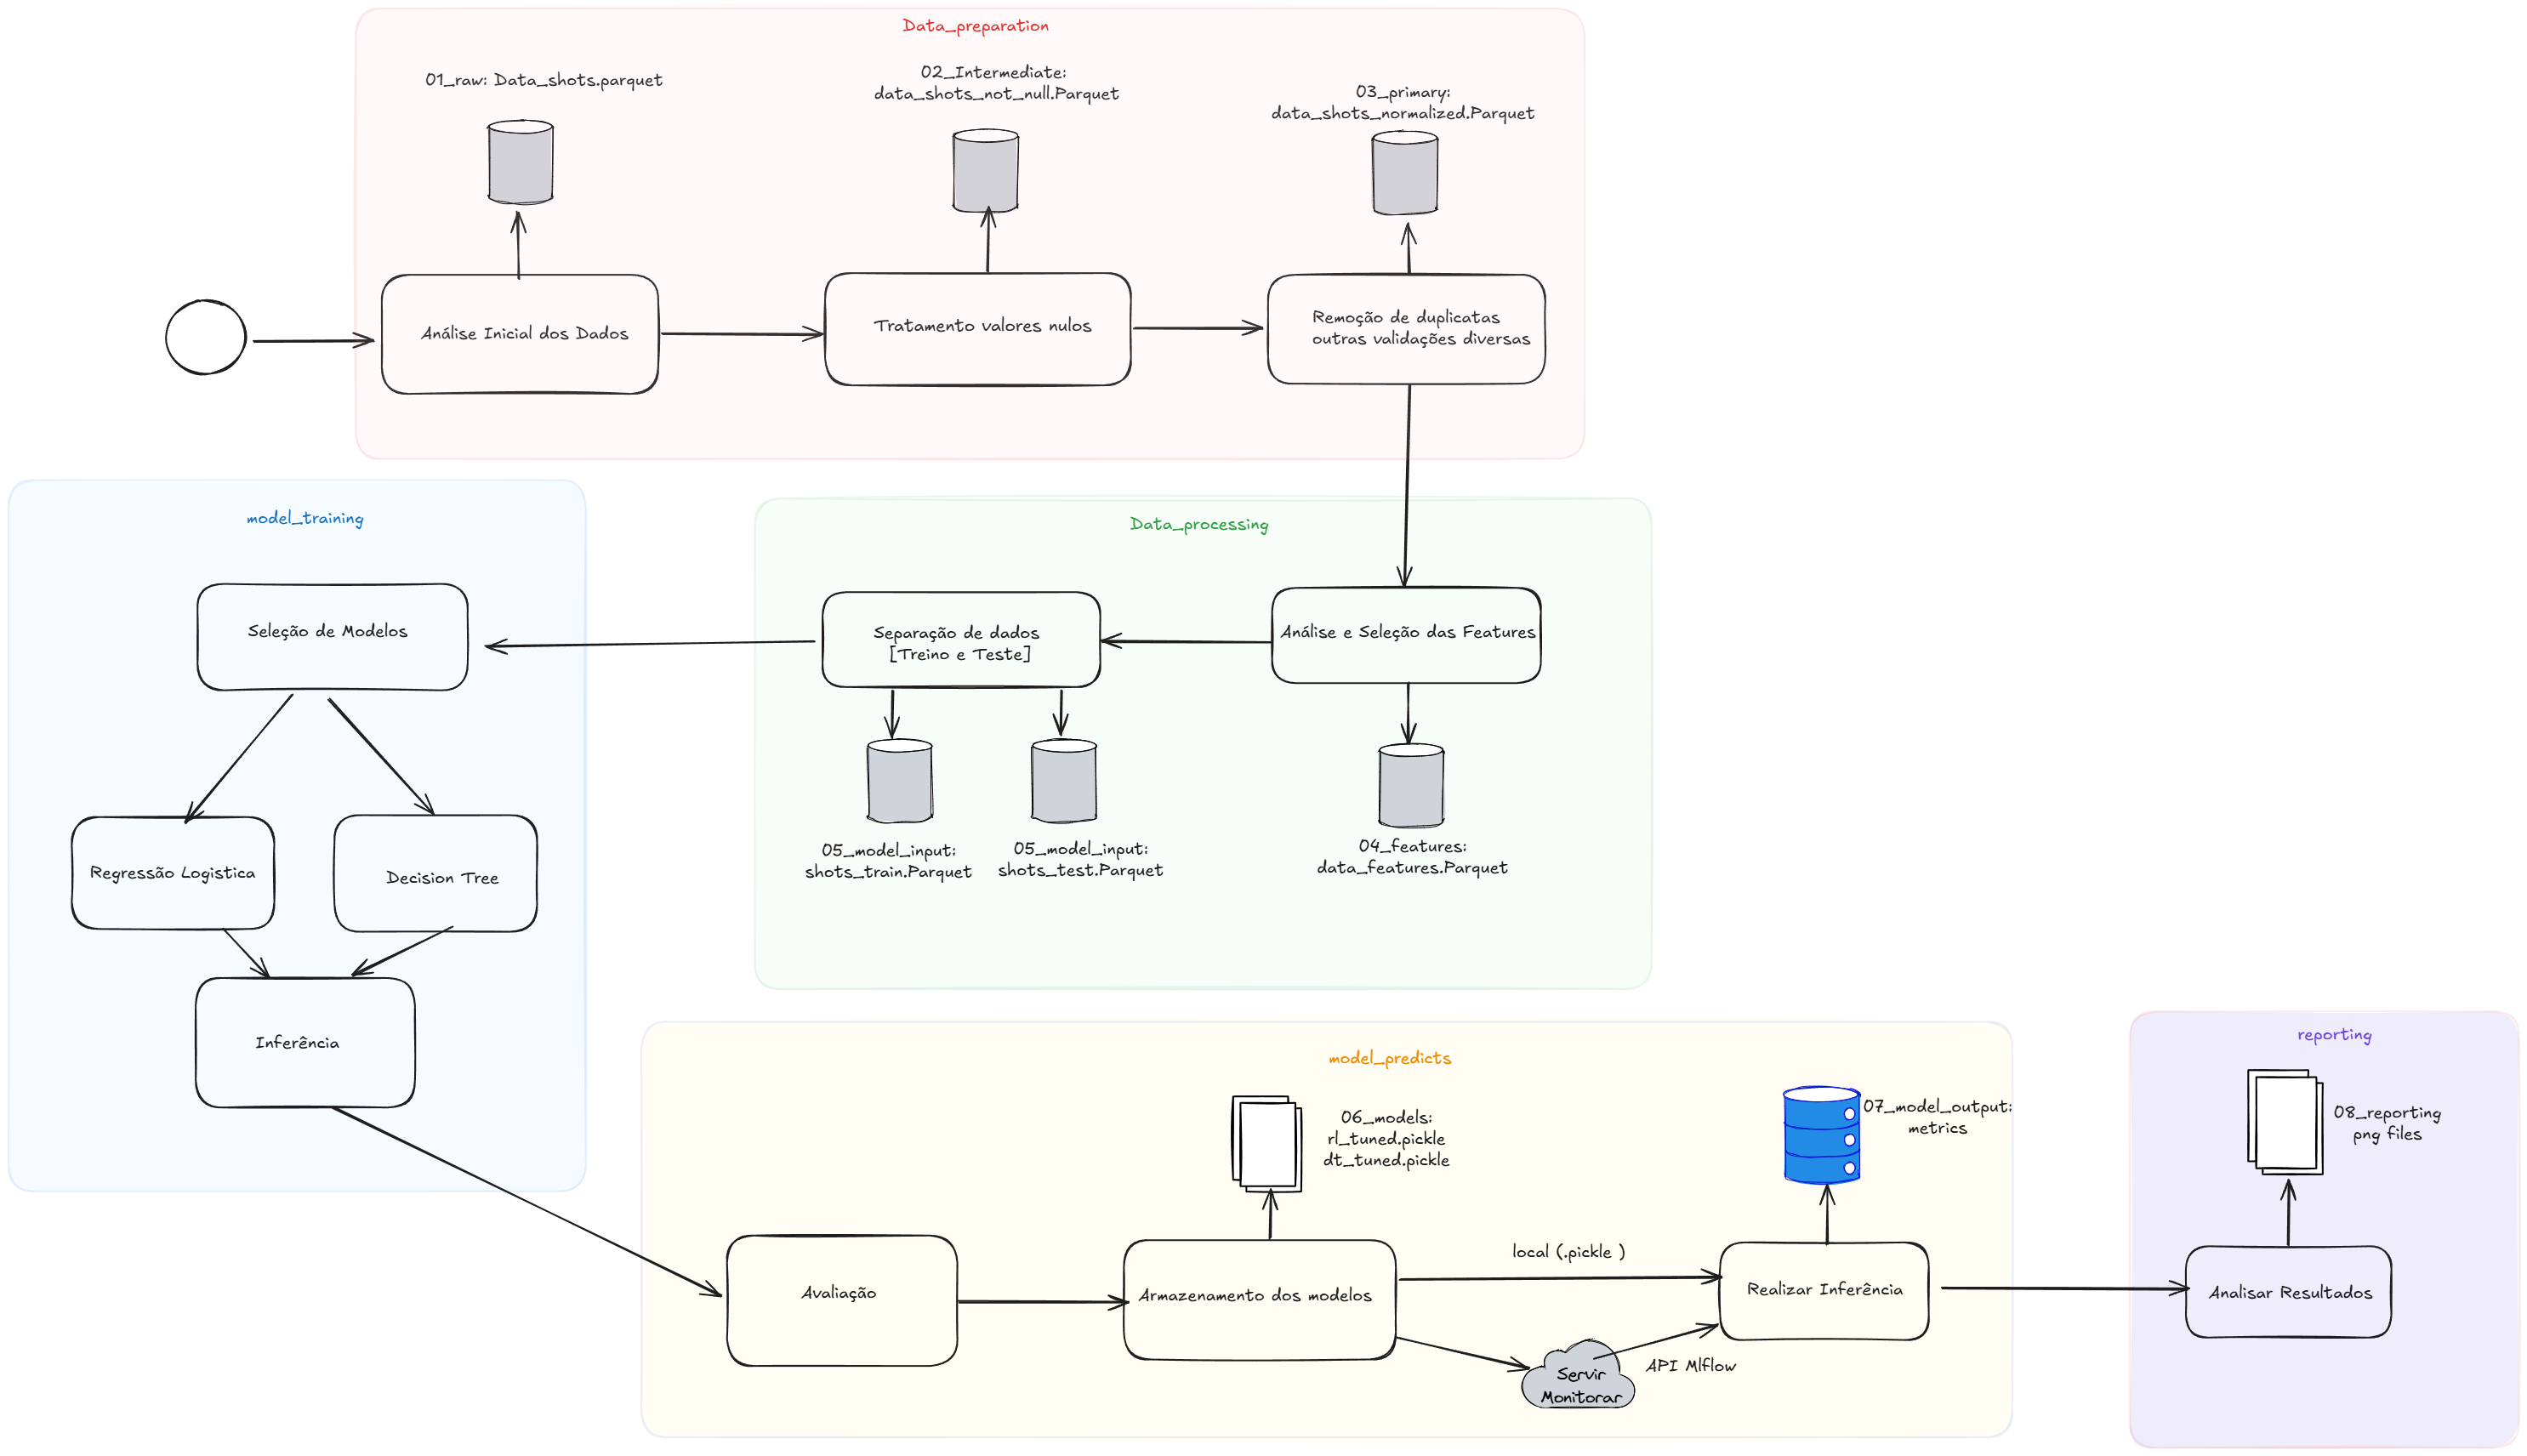 Data_preparation
01_raw: Data_shots.parquet
02_Intermediate:
data_shots_not_null.Parquet
03_primary:
data_shots_normalized.Parquet
Análise Inicial dos Dados
Tratamento valores nulos
Remoção de duplicatas
outras validações diversas
model_training
Seleção de Modelos
Regressão Logistica
Decision Tree
Inferência
Data_processing
Separação de dados
[Treino e Teste]
Análise e Seleção das Features
05_model_input:
shots_train.Parquet
05_model_input:
shots_test.Parquet
04_features:
data_features.Parquet
model_predicts
06_models:
rl_tuned.pickle
dt_tuned.pickle
07_model_output:
metrics
Avaliação
Armazenamento dos modelos
local (.pickle )
Realizar Inferência
Servir
Monitorar
API Mlflow
reporting
08_reporting
png files
Analisar Resultados